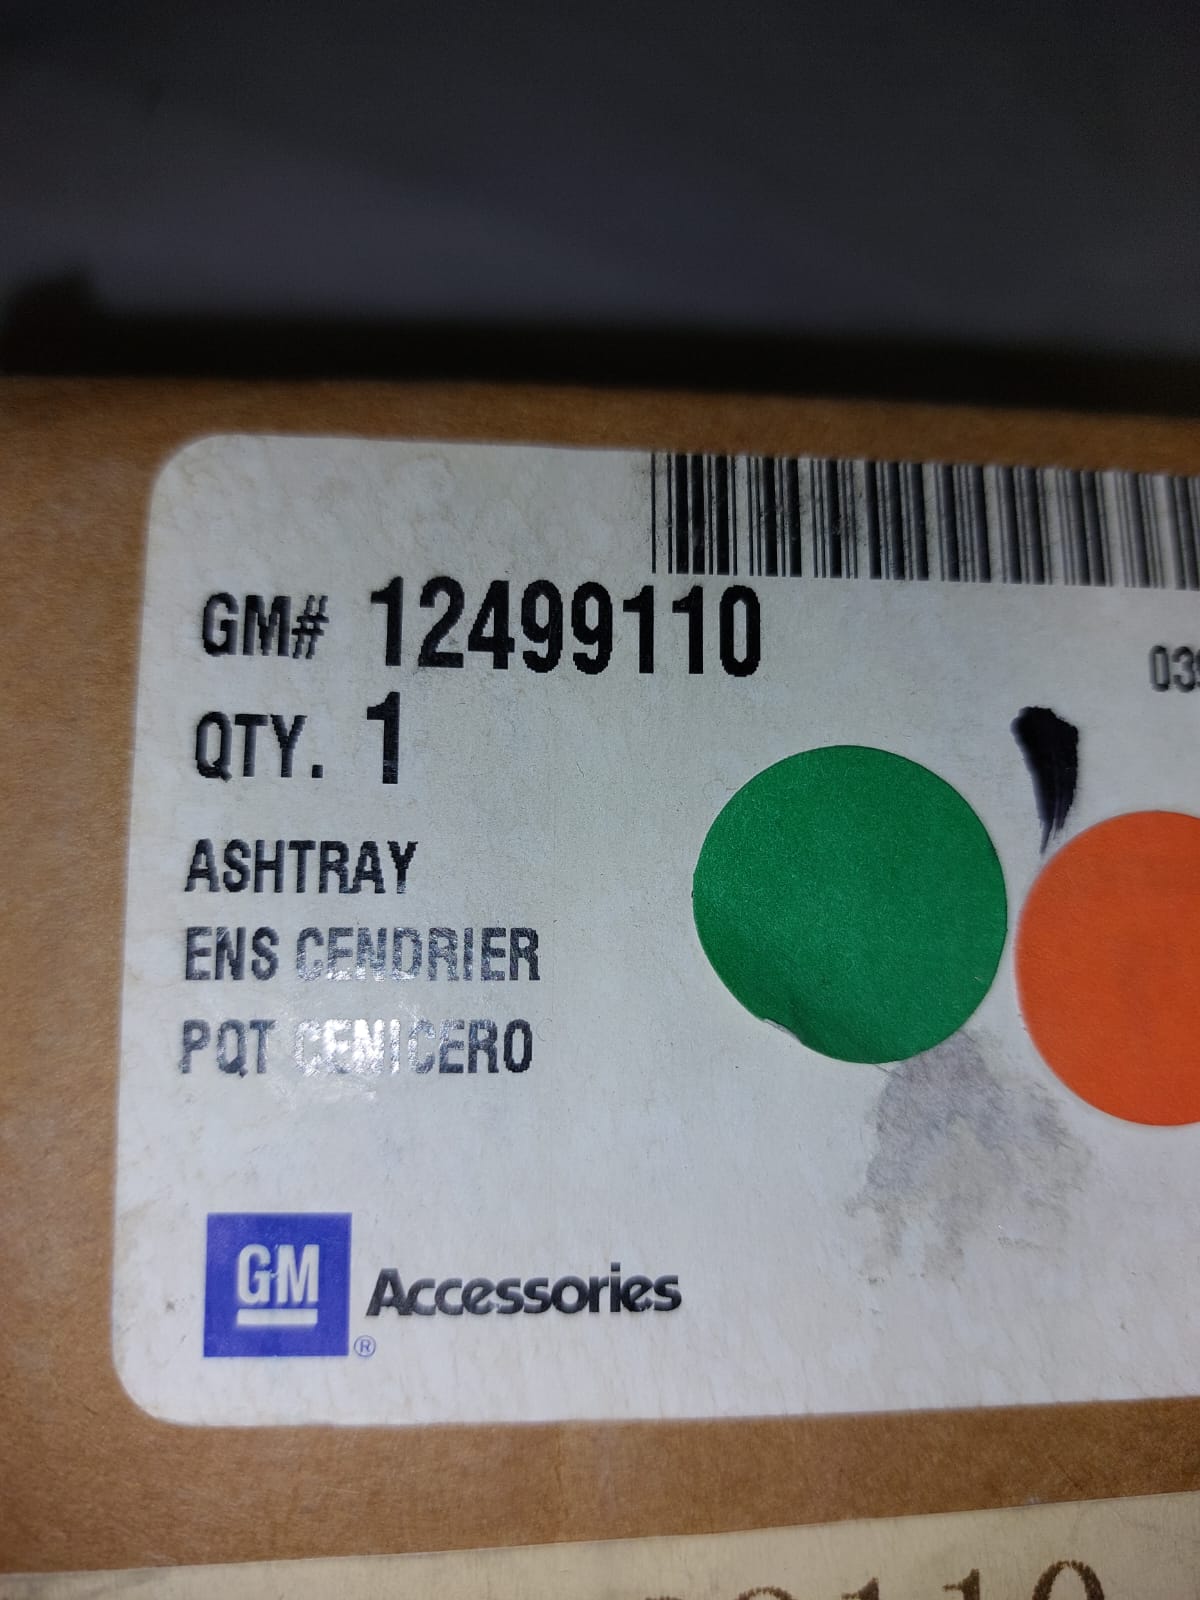 GM# 12499110
QTY. 1
ASHTRAY
ENS CENDRIER
PQT CENICERO
GM
® Accessories